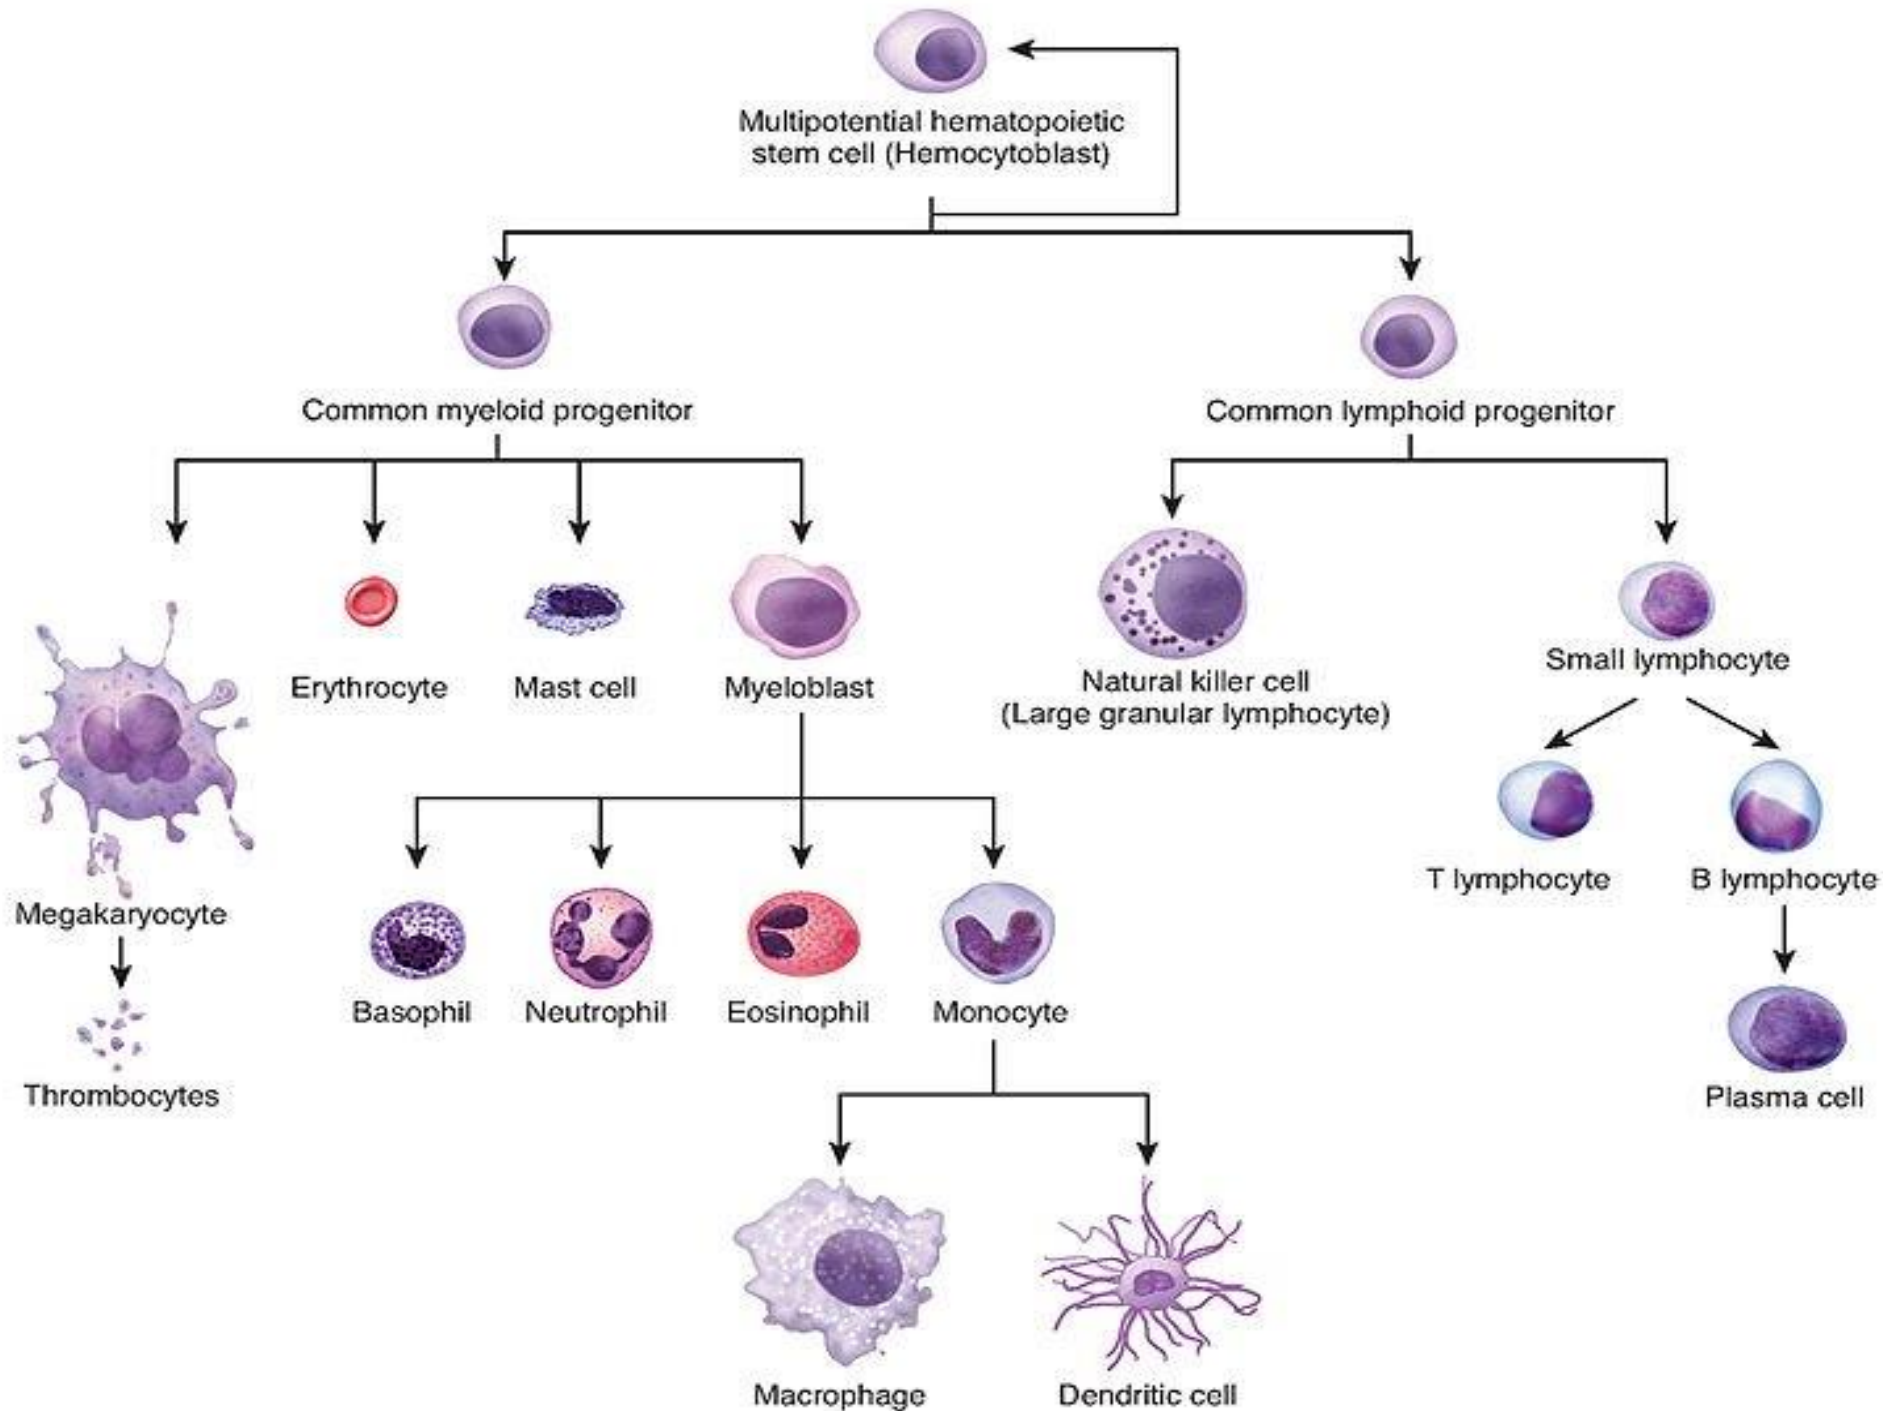 Multipotential hematopoietic
stem cell (Hemocytoblast)
Common myeloid progenitor
Common lymphoid progenitor
Erythrocyte
Mast cell
Myeloblast
Natural killer cell
(Large granular lymphocyte)
Small lymphocyte
T lymphocyte
B lymphocyte
Megakaryocyte
Basophil
Neutrophil
Eosinophil
Monocyte
Thrombocytes
Plasma cell
Macrophage
Dendritic cell